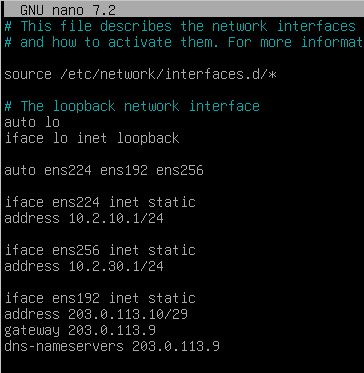 GNU nano 7.2
# This file describes the network interfaces
# and how to activate them. For more informat
source /etc/network/interfaces.d/*
# The loopback network interface
auto lo
iface lo inet loopback
auto ens224 ens192 ens256
iface ens224 inet static
address 10.2.10.1/24
iface ens256 inet static
address 10.2.30.1/24
iface ens192 inet static
address 203.0.113.10/29
gateway 203.0.113.9
dns-nameservers 203.0.113.9